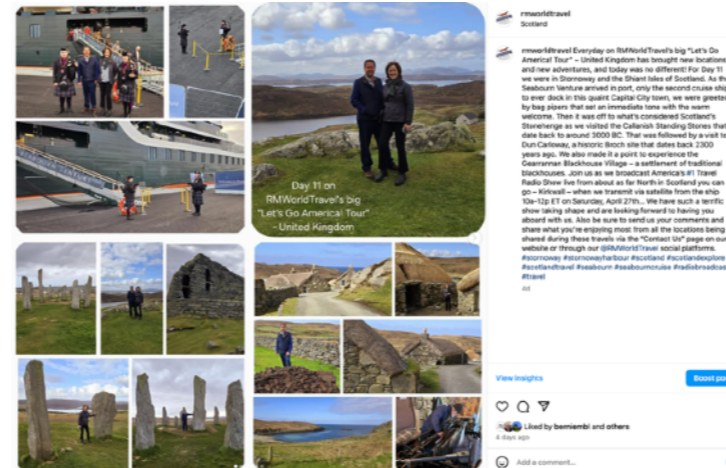 rmworldtravel
Scotland
rmworldtravel Everyday on RMWorldTravel's big "Let's Go
America! Tour" – United Kingdom has brought new locations
and new adventures, and today was no different! For Day 11
we were in Stornoway and the Shiant Isles of Scotland. As the
Seabourn Venture arrived in port, only the second cruise ship
to ever dock in this quaint Capital City town, we were greeted
by bag pipers that set an immediate tone with the warm
welcome. Then it was off to what's considered Scotland's
Stonehenge as we visited the Callanish Standing Stones that
date back to around 3000 BC. That was followed by a visit to
Dun Carloway, a historic Broch site that dates back 2300
years ago. We also made it a point to experience the
Gearrannan Blackhouse Village – a settlement of traditional
blackhouses. Join us as we broadcast America's #1 Travel
Radio Show live from about as far North in Scotland you can
go – Kirkwall – when we transmit via satellite from the ship
10a-12p ET on Saturday, April 27th... We have such a terrific
show taking shape and are looking forward to having you
aboard with us. Also be sure to send us your comments and
share what you're enjoying most from all the locations being
shared during these travels via the "Contact Us" page on our
website or through our @RMWorldTravel social platforms.
#stornoway #stornowayharbour #scotland #scotlandexplore
#scotlandtravel #seabourn #seabourncruise #radiobroadcast
#travel
4d
Day 11 on
RMWorldTravel's big
"Let's Go America! Tour"
- United Kingdom
View Insights
Boost po
Liked by berniembl and others
4 days ago
Add a comment...